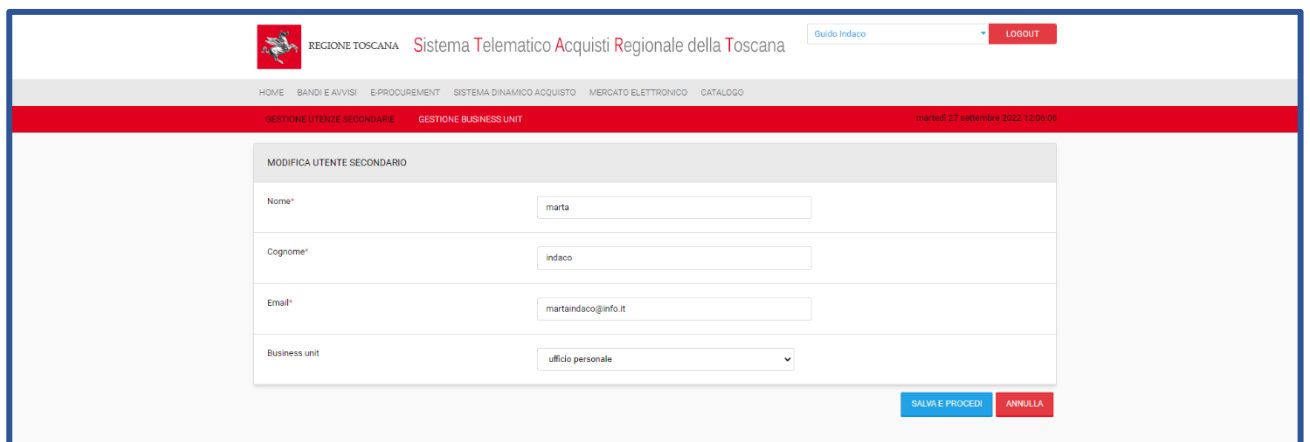 REGIONE TOSCANA Sistema Telematico Acquisti Regionale della Toscana
Guido Indaco LOGOUT
HOME BANDI E AVVISI E-PROCUREMENT SISTEMA DINAMICO ACQUISTO MERCATO ELETTRONICO CATALOGO
GESTIONE UTENZE SECONDARIE GESTIONE BUSINESS UNIT martedì 27 settembre 2022 12:06:06
MODIFICA UTENTE SECONDARIO
Nome* marta
Cognome* indaco
Email* martaindaco@info.it
Business unit ufficio personale
SALVA E PROCEDI ANNULLA